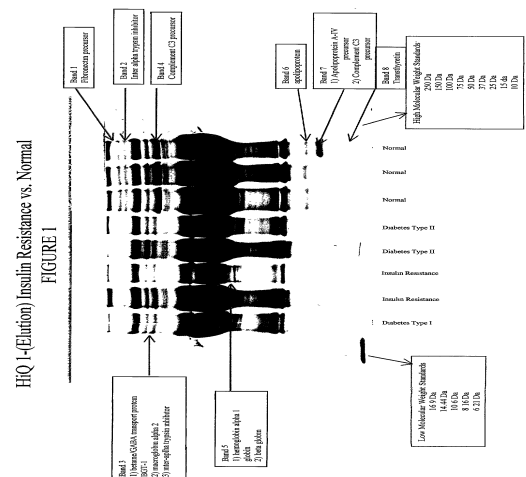 HiQ 1-(Elution) Insulin Resistance vs. Normal
FIGURE 1
Band 1
Fibronectin precurser
Band 2
inter alpha trypsin inhibitor
Band 4
Complement C3 precursor
Band 6
apolipoprotein
Band 7
1) Apolipoprotein A-IV
precursor
2) Complement C3
precursor
Band 8
Transthyretin
High Molecular Weight Standards:
250 Da
150 Da
100 Da
75 Da
50 Da
37 Da
25 Da
15 da
10 Da
Normal
Normal
Normal
Diabetes Type II
Diabetes Type II
Insulin Resistance
Insulin Resistance
Diabetes Type I
Band 3
1) betaine/GABA transport protein
BGT-1
2) macroglobin alpha 2
3) inter-aplha trypsin inhibitor
Band 5
1) hemoglobin alpha 1
globin
2) beta globin
Low Molecular Weight Standards
16 9 Da
14.44 Da
10 6 Da
8 16 Da
6 21 Da